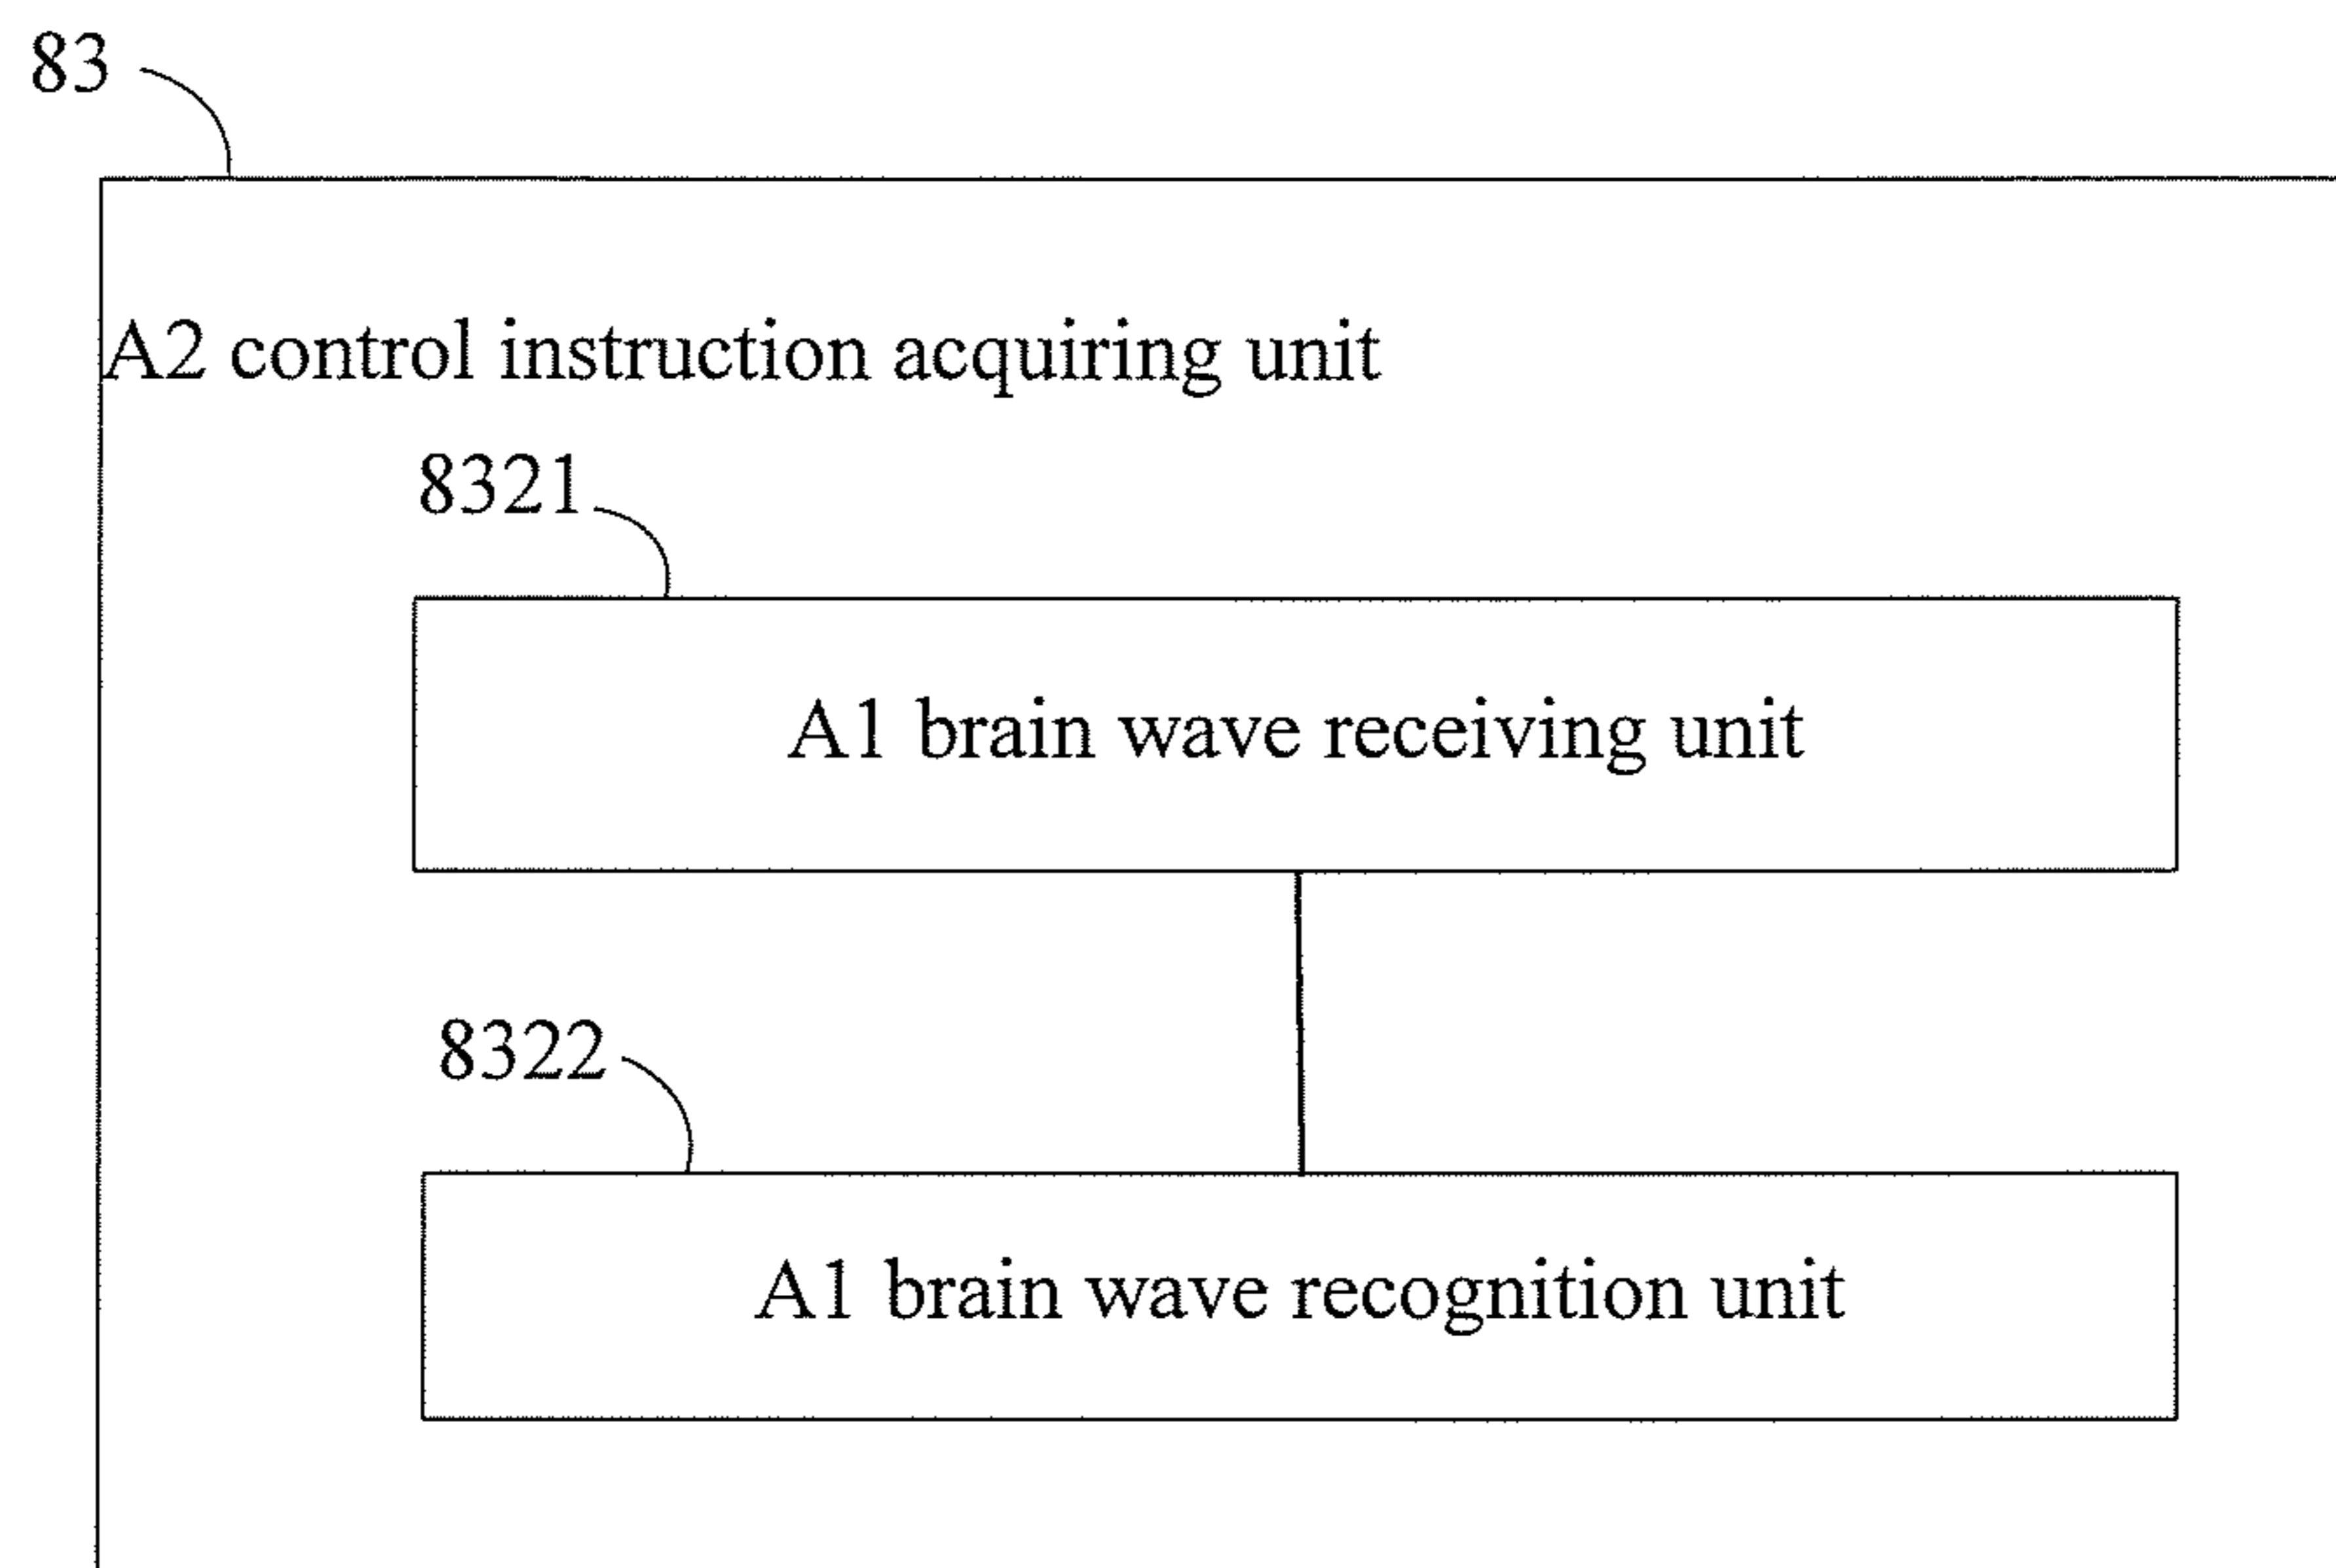 83
A2 control instruction acquiring unit
8321
A1 brain wave receiving unit
8322
A1 brain wave recognition unit